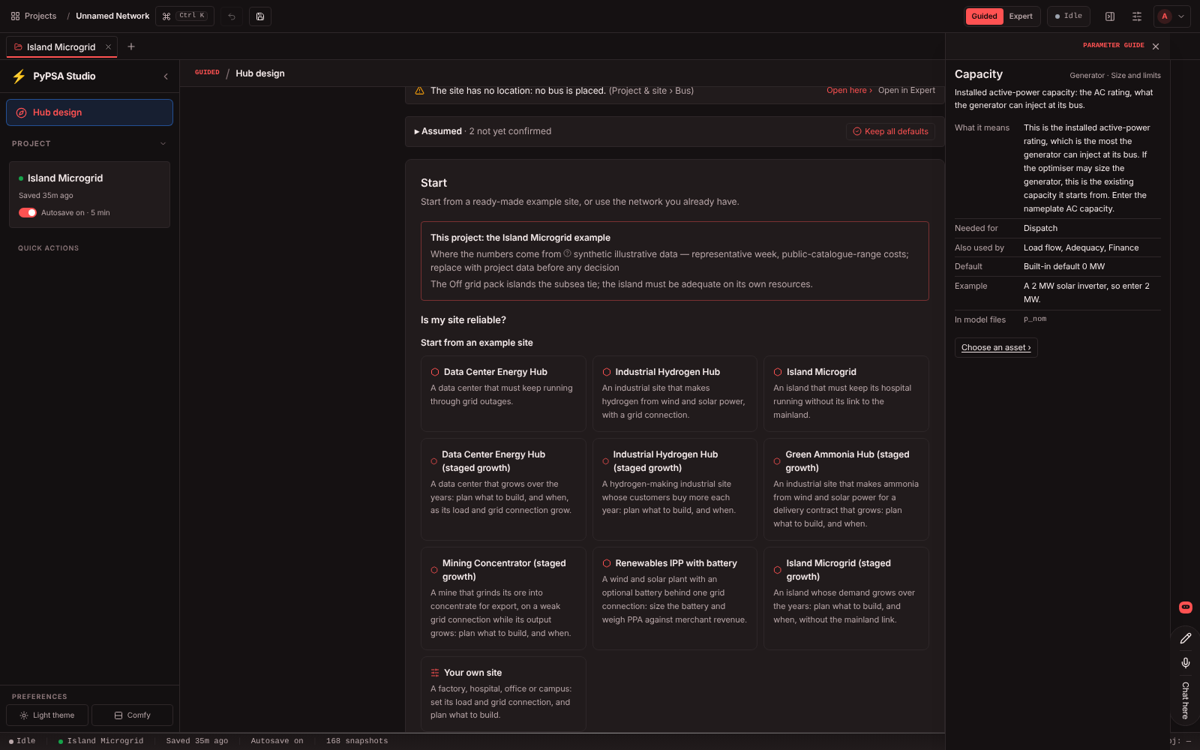 Projects / Unnamed Network ⌘ Ctrl K Guided Expert Idle A
Island Microgrid × +
PARAMETER GUIDE ×
PyPSA Studio
GUIDED / Hub design
Hub design
PROJECT
Island Microgrid
Saved 35m ago
Autosave on · 5 min
QUICK ACTIONS
PREFERENCES
Light theme
Comfy
The site has no location: no bus is placed. (Project & site › Bus) Open here › Open in Expert
▸ Assumed · 2 not yet confirmed Keep all defaults
Start
Start from a ready-made example site, or use the network you already have.
This project: the Island Microgrid example
Where the numbers come from ? synthetic illustrative data — representative week, public-catalogue-range costs;
replace with project data before any decision
The Off grid pack islands the subsea tie; the island must be adequate on its own resources.
Is my site reliable?
Start from an example site
Data Center Energy Hub
A data center that must keep running
through grid outages.
Industrial Hydrogen Hub
An industrial site that makes
hydrogen from wind and solar power,
with a grid connection.
Island Microgrid
An island that must keep its hospital
running without its link to the
mainland.
Data Center Energy Hub
(staged growth)
A data center that grows over the
years: plan what to build, and when,
as its load and grid connection grow.
Industrial Hydrogen Hub
(staged growth)
A hydrogen-making industrial site
whose customers buy more each
year: plan what to build, and when.
Green Ammonia Hub (staged
growth)
An industrial site that makes ammonia
from wind and solar power for a
delivery contract that grows: plan
what to build, and when.
Mining Concentrator (staged
growth)
A mine that grinds its ore into
concentrate for export, on a weak
grid connection while its output
grows: plan what to build, and when.
Renewables IPP with battery
A wind and solar plant with an
optional battery behind one grid
connection: size the battery and
weigh PPA against merchant revenue.
Island Microgrid (staged
growth)
An island whose demand grows over
the years: plan what to build, and
when, without the mainland link.
Your own site
A factory, hospital, office or campus:
set its load and grid connection, and
plan what to build.
Capacity Generator · Size and limits
Installed active-power capacity: the AC rating, what
the generator can inject at its bus.
What it means This is the installed active-power
rating, which is the most the
generator can inject at its bus. If
the optimiser may size the
generator, this is the existing
capacity it starts from. Enter the
nameplate AC capacity.
Needed for Dispatch
Also used by Load flow, Adequacy, Finance
Default Built-in default 0 MW
Example A 2 MW solar inverter, so enter 2
MW.
In model files p_nom
Choose an asset ›
Chat here
Idle Island Microgrid Saved 35m ago Autosave on 168 snapshots